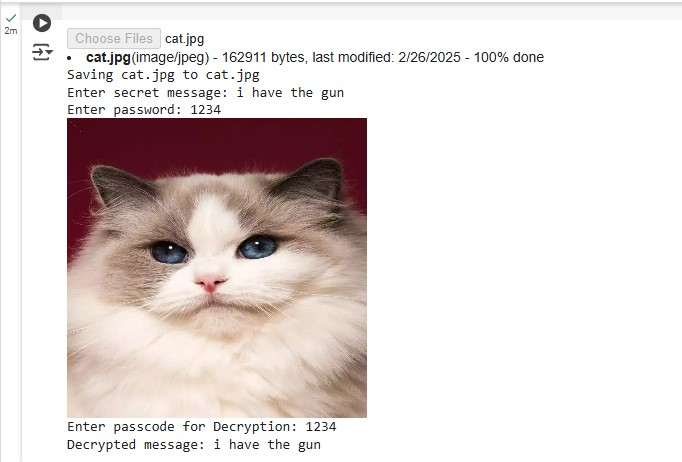 2m
Choose Files cat.jpg
• cat.jpg(image/jpeg) - 162911 bytes, last modified: 2/26/2025 - 100% done
Saving cat.jpg to cat.jpg
Enter secret message: i have the gun
Enter password: 1234
Enter passcode for Decryption: 1234
Decrypted message: i have the gun